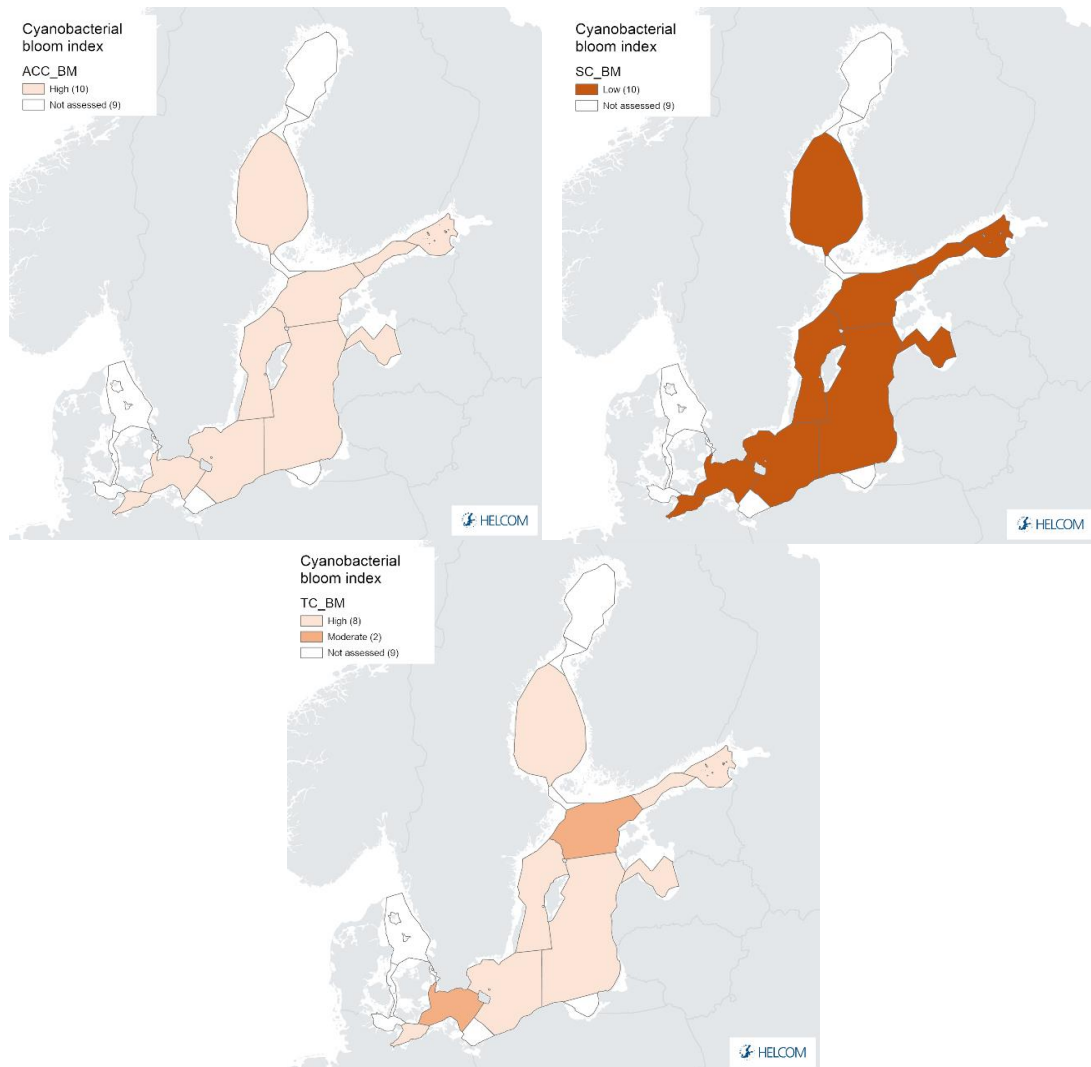 Cyanobacterial
bloom index
ACC_BM
High (10)
Not assessed (9)
HELCOM
Cyanobacterial
bloom index
SC_BM
Low (10)
Not assessed (9)
HELCOM
Cyanobacterial
bloom index
TC_BM
High (8)
Moderate (2)
Not assessed (9)
HELCOM